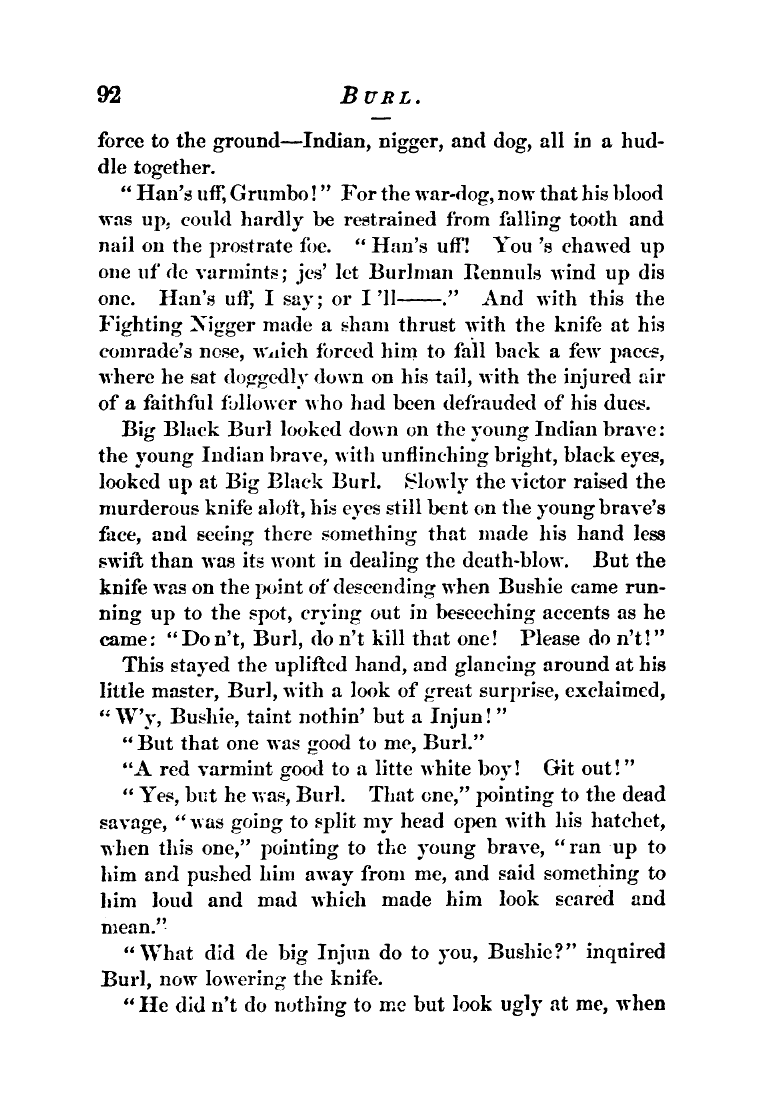 92 BURL.
force to the ground—Indian, nigger, and dog, all in a hud-
dle together.
“Han's uff, Grumbo!” For the war-dog, now that his blood
was up, could hardly be restrained from falling tooth and
nail on the prostrate foe. “Han's uff! You 's chawed up
one uf de varmints; jes' let Burlman Rennuls wind up dis
one. Han's uff, I say; or I 'll——.” And with this the
Fighting Nigger made a sham thrust with the knife at his
comrade's nose, which forced him to fall back a few paces,
where he sat doggedly down on his tail, with the injured air
of a faithful follower who had been defrauded of his dues.
Big Black Burl looked down on the young Indian brave:
the young Indian brave, with unflinching bright, black eyes,
looked up at Big Black Burl. Slowly the victor raised the
murderous knife aloft, his eyes still bent on the young brave's
face, and seeing there something that made his hand less
swift than was its wont in dealing the death-blow. But the
knife was on the point of descending when Bushie came run-
ning up to the spot, crying out in beseeching accents as he
came: “Do n't, Burl, do n't kill that one! Please do n't!”
This stayed the uplifted hand, and glancing around at his
little master, Burl, with a look of great surprise, exclaimed,
“W'y, Bushie, taint nothin' but a Injun!”
“But that one was good to me, Burl.”
“A red varmint good to a litte white boy! Git out!”
“Yes, but he was, Burl. That one,” pointing to the dead
savage, “was going to split my head open with his hatchet,
when this one,” pointing to the young brave, “ran up to
him and pushed him away from me, and said something to
him loud and mad which made him look scared and
mean.”
“What did de big Injun do to you, Bushie?” inquired
Burl, now lowering the knife.
“He did n't do nothing to me but look ugly at me, when